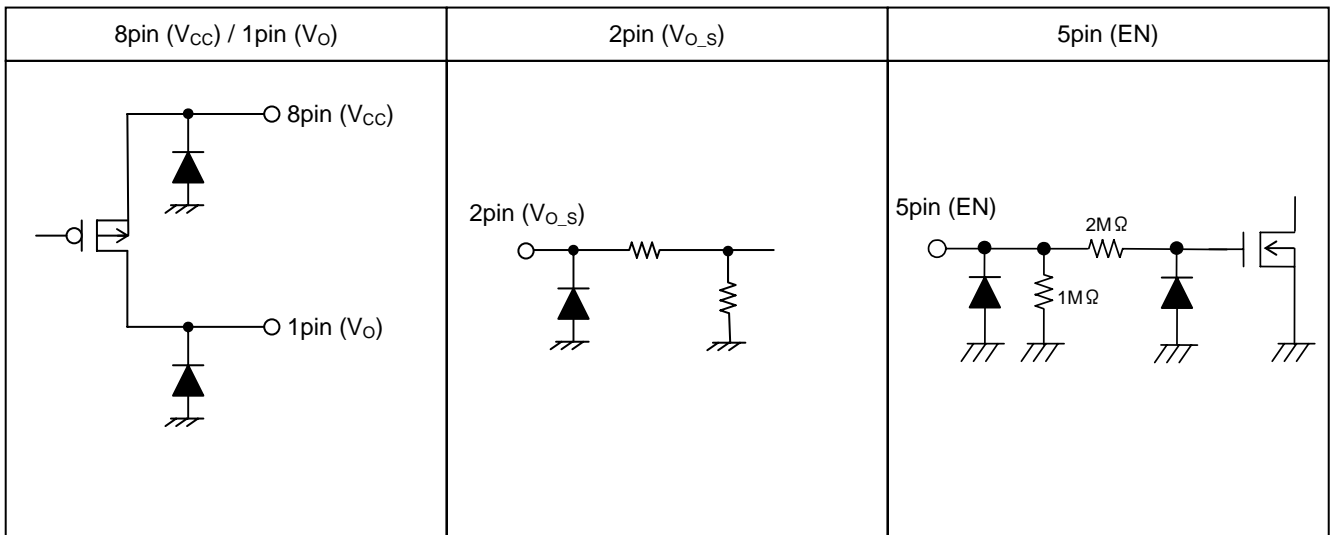 8pin (VCC) / 1pin (VO)
2pin (VO_S)
5pin (EN)
8pin (VCC)
1pin (VO)
2pin (VO_S)
5pin (EN)
2MΩ
1MΩ